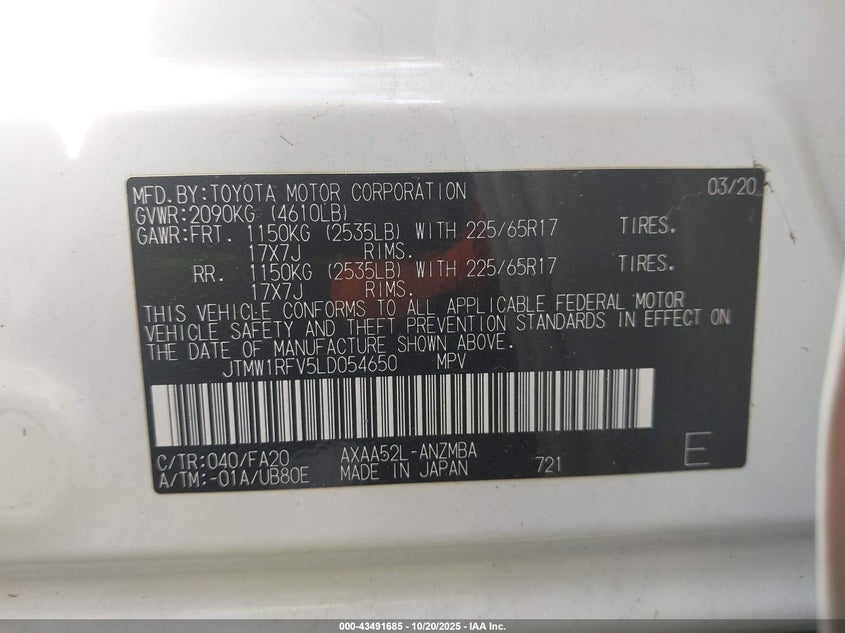 MFD.BY:TOYOTA MOTOR CORPORATION 03/20
GVWR:2090KG (4610LB)
GAWR:FRT. 1150KG (2535LB) WITH 225/65R17 TIRES.
17X7J RIMS.
RR. 1150KG (2535LB) WITH 225/65R17 TIRES.
17X7J RIMS.
THIS VEHICLE CONFORMS TO ALL APPLICABLE FEDERAL MOTOR
VEHICLE SAFETY AND THEFT PREVENTION STANDARDS IN EFFECT ON
THE DATE OF MANUFACTURE SHOWN ABOVE.
JTMW1RFV5LD054650 MPV
C/TR:040/FA20 AXAA52L-ANZMBA
A/TM:-01A/UB80E MADE IN JAPAN 721 E
000-43491685 - 10/20/2025 - IAA Inc.